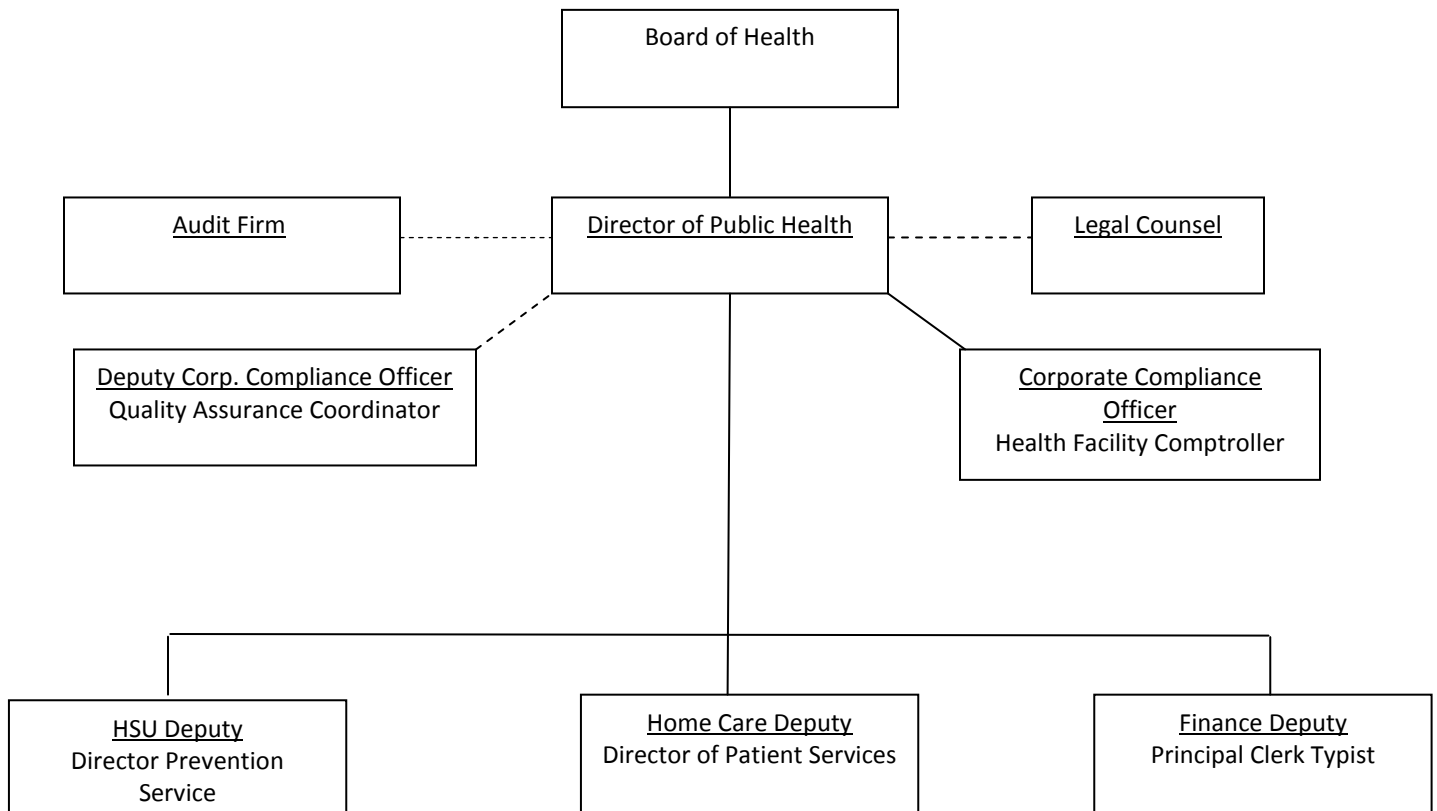 Board of Health
Audit Firm
Director of Public Health
Legal Counsel
Deputy Corp. Compliance Officer
Quality Assurance Coordinator
Corporate Compliance
Officer
Health Facility Comptroller
HSU Deputy
Director Prevention
Service
Home Care Deputy
Director of Patient Services
Finance Deputy
Principal Clerk Typist